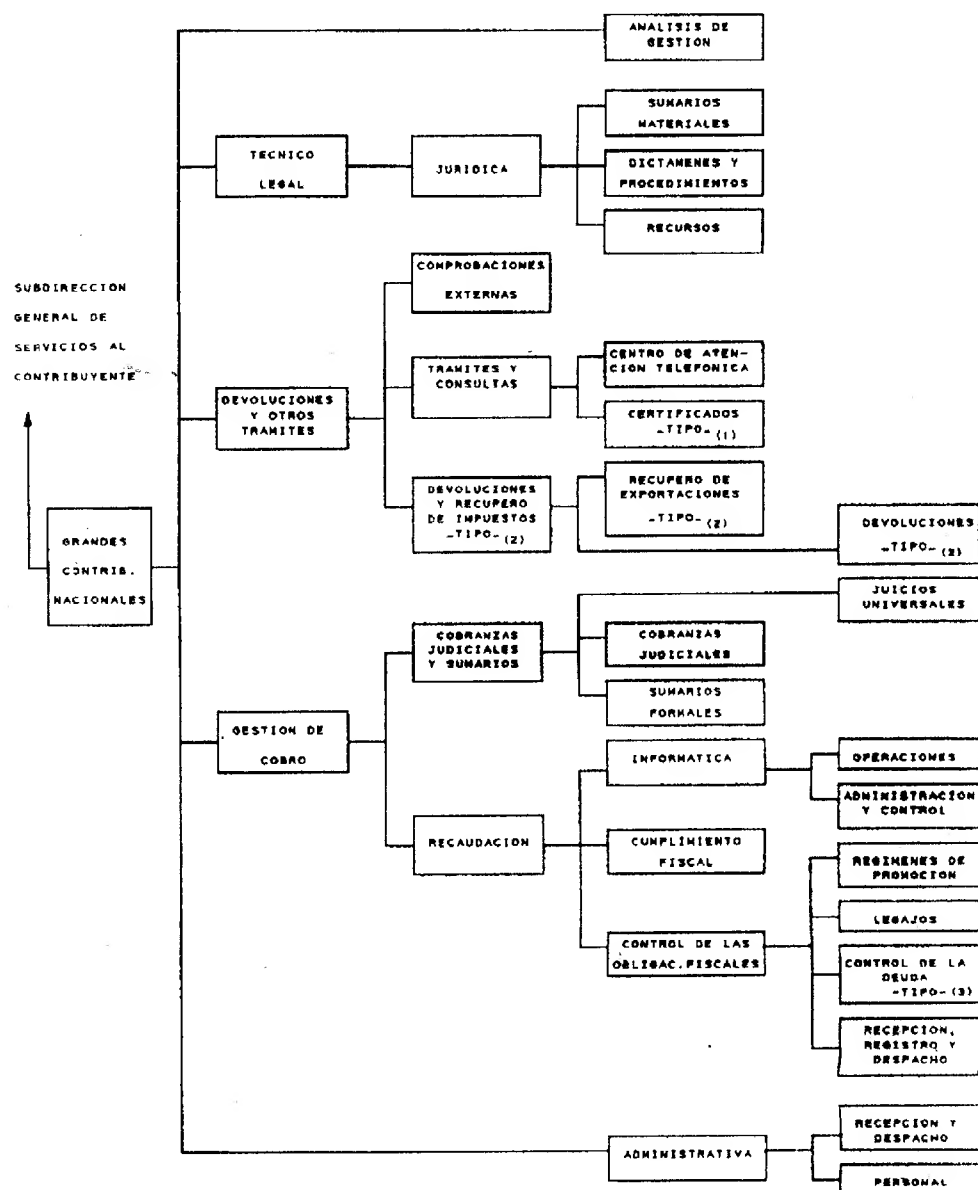 ANALISIS DE
GESTION
SUMARIOS
MATERIALES
TECNICO
LEGAL
JURIDICA
DICTAMENES Y
PROCEDIMIENTOS
RECURSOS
COMPROBACIONES
EXTERNAS
SUBDIRECCION
GENERAL DE
SERVICIOS AL
CONTRIBUYENTE
TRAMITES Y
CONSULTAS
CENTRO DE ATEN-
CION TELEFONICA
DEVOLUCIONES
Y OTROS
TRAMITES
CERTIFICADOS
-TIPO-(1)
DEVOLUCIONES
Y RECUPERO
DE IMPUESTOS
-TIPO-(2)
RECUPERO DE
EXPORTACIONES
-TIPO-(2)
DEVOLUCIONES
-TIPO-(2)
GRANDES
CONTRIB.
NACIONALES
JUICIOS
UNIVERSALES
COBRANZAS
JUDICIALES
Y SUMARIOS
COBRANZAS
JUDICIALES
SUMARIOS
FORMALES
GESTION DE
COBRO
INFORMATICA
OPERACIONES
ADMINISTRACION
Y CONTROL
RECAUDACION
CUMPLIMIENTO
FISCAL
REGIMENES DE
PROMOCION
LEGAJOS
CONTROL DE LAS
OBLIGAC.FISCALES
CONTROL DE LA
DEUDA
-TIPO-(3)
RECEPCION,
REGISTRO Y
DESPACHO
ADMINISTRATIVA
RECEPCION Y
DESPACHO
PERSONAL